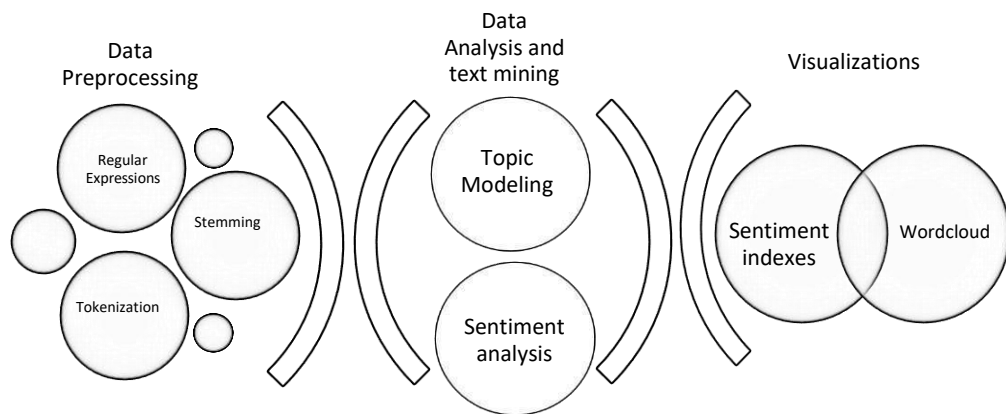 Data
Preprocessing
Regular
Expressions
Stemming
Tokenization
Data
Analysis and
text mining
Topic
Modeling
Sentiment
analysis
Visualizations
Sentiment
indexes
Wordcloud